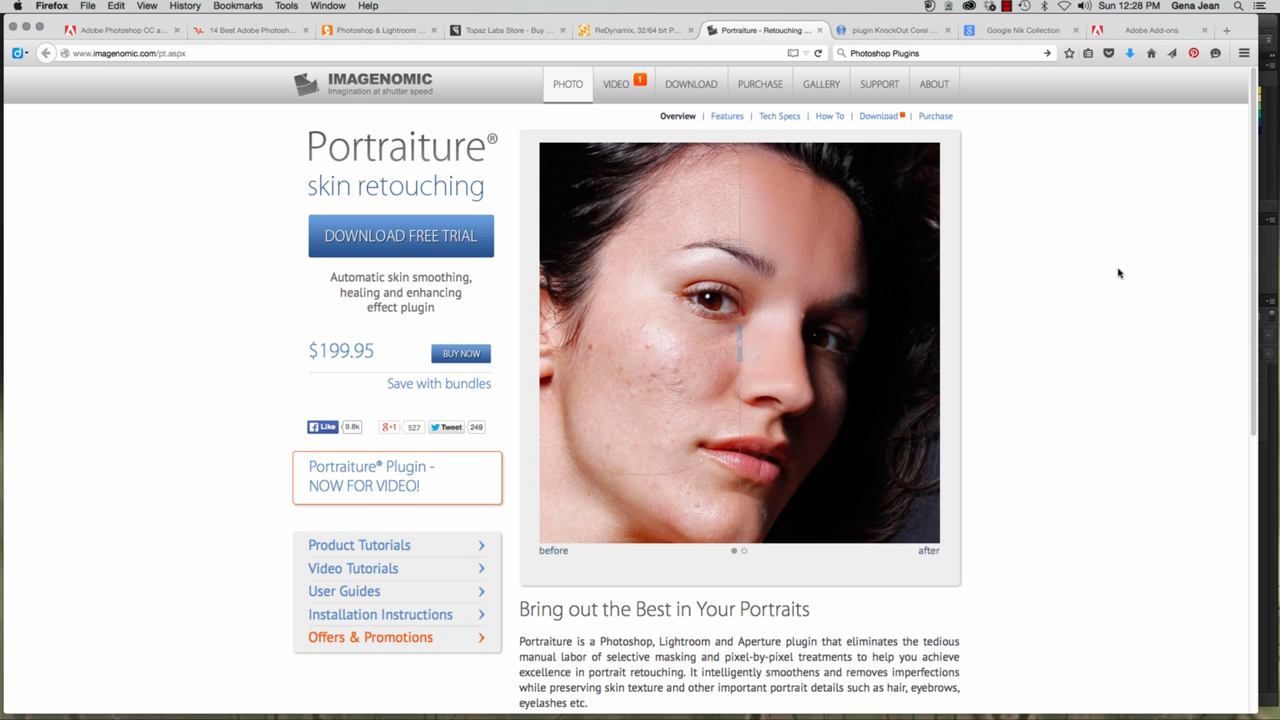 Firefox File Edit View History Bookmarks Tools Window Help Sun 12:28 PM Gena Jean
Adobe Photoshop CC a... 14 Best Adobe Photosh... Photoshop & Lightroom ... Topaz Labs Store - Buy ... ReDynamix, 32/64 bit P... Portraiture - Retouching ... plugin KnockOut Corel ... Google Nik Collection Adobe Add-ons
www.imagenomic.com/pt.aspx Photoshop Plugins
IMAGENOMIC
Imagination at shutter speed
PHOTO VIDEO 1 DOWNLOAD PURCHASE GALLERY SUPPORT ABOUT
Overview | Features | Tech Specs | How To | Download | Purchase
Portraiture®
skin retouching
DOWNLOAD FREE TRIAL
Automatic skin smoothing,
healing and enhancing
effect plugin
$199.95 BUY NOW
Save with bundles
Like 9.8k g+1 527 Tweet 249
Portraiture® Plugin -
NOW FOR VIDEO!
Product Tutorials
Video Tutorials
User Guides
Installation Instructions
Offers & Promotions
before after
Bring out the Best in Your Portraits
Portraiture is a Photoshop, Lightroom and Aperture plugin that eliminates the tedious
manual labor of selective masking and pixel-by-pixel treatments to help you achieve
excellence in portrait retouching. It intelligently smoothens and removes imperfections
while preserving skin texture and other important portrait details such as hair, eyebrows,
eyelashes etc.